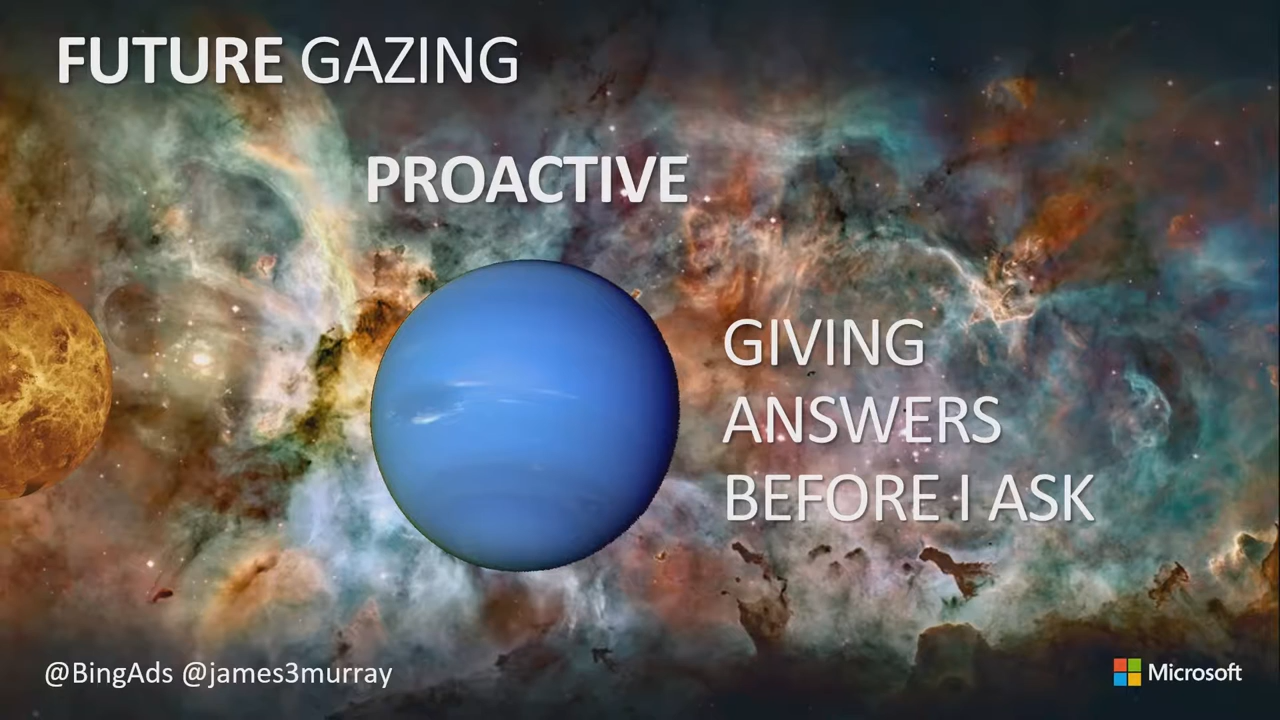 FUTURE GAZING
PROACTIVE
GIVING
ANSWERS
BEFORE I ASK
@BingAds @james3murray
Microsoft